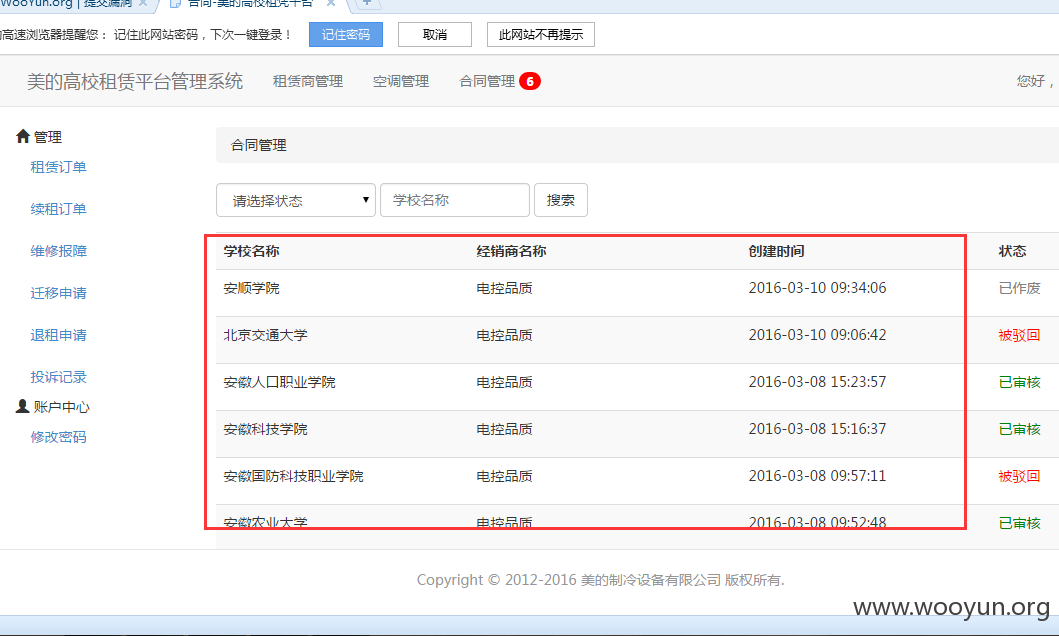 WooYun.org | 提交漏洞
合同-美的高校租赁平台
高速浏览器提醒您： 记住此网站密码，下次一键登录！ 记住密码 取消 此网站不再提示
美的高校租赁平台管理系统 租赁商管理 空调管理 合同管理 6 您好，
管理
租赁订单
续租订单
维修报障
迁移申请
退租申请
投诉记录
账户中心
修改密码
合同管理
请选择状态 学校名称 搜索
学校名称 经销商名称 创建时间 状态
安顺学院 电控品质 2016-03-10 09:34:06 已作废
北京交通大学 电控品质 2016-03-10 09:06:42 被驳回
安徽人口职业学院 电控品质 2016-03-08 15:23:57 已审核
安徽科技学院 电控品质 2016-03-08 15:16:37 已审核
安徽国防科技职业学院 电控品质 2016-03-08 09:57:11 被驳回
安徽农业大学 电控品质 2016-03-08 09:52:48 已审核
Copyright © 2012-2016 美的制冷设备有限公司 版权所有.
www.wooyun.org